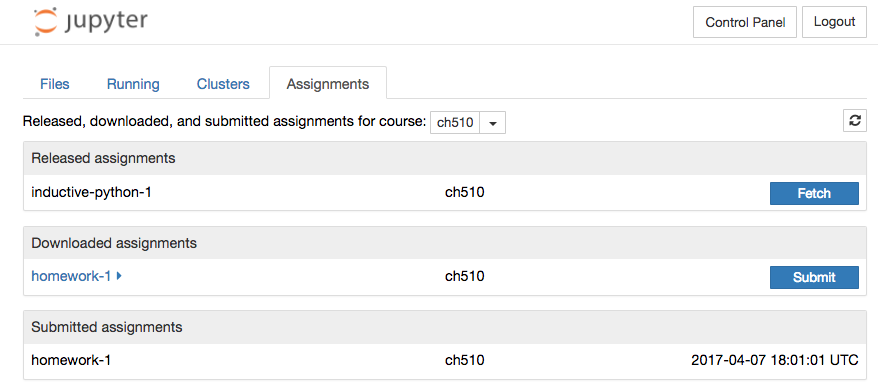 jupyter
Control Panel
Logout
Files
Running
Clusters
Assignments
Released, downloaded, and submitted assignments for course: ch510
Released assignments
inductive-python-1 ch510 Fetch
Downloaded assignments
homework-1 ch510 Submit
Submitted assignments
homework-1 ch510 2017-04-07 18:01:01 UTC